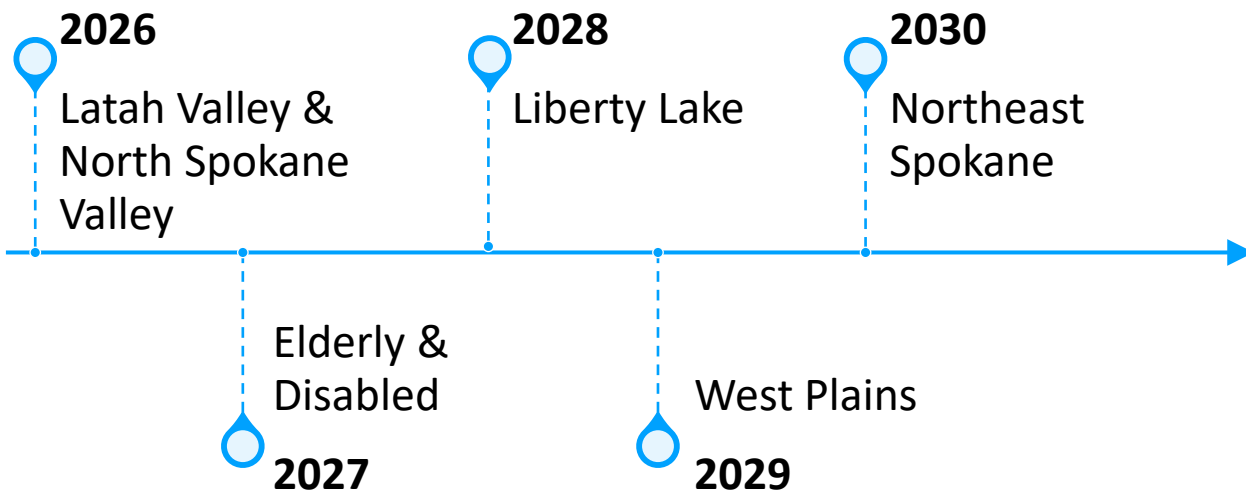 2026
Latah Valley &
North Spokane
Valley
Elderly &
Disabled
2027
2028
Liberty Lake
West Plains
2029
2030
Northeast
Spokane